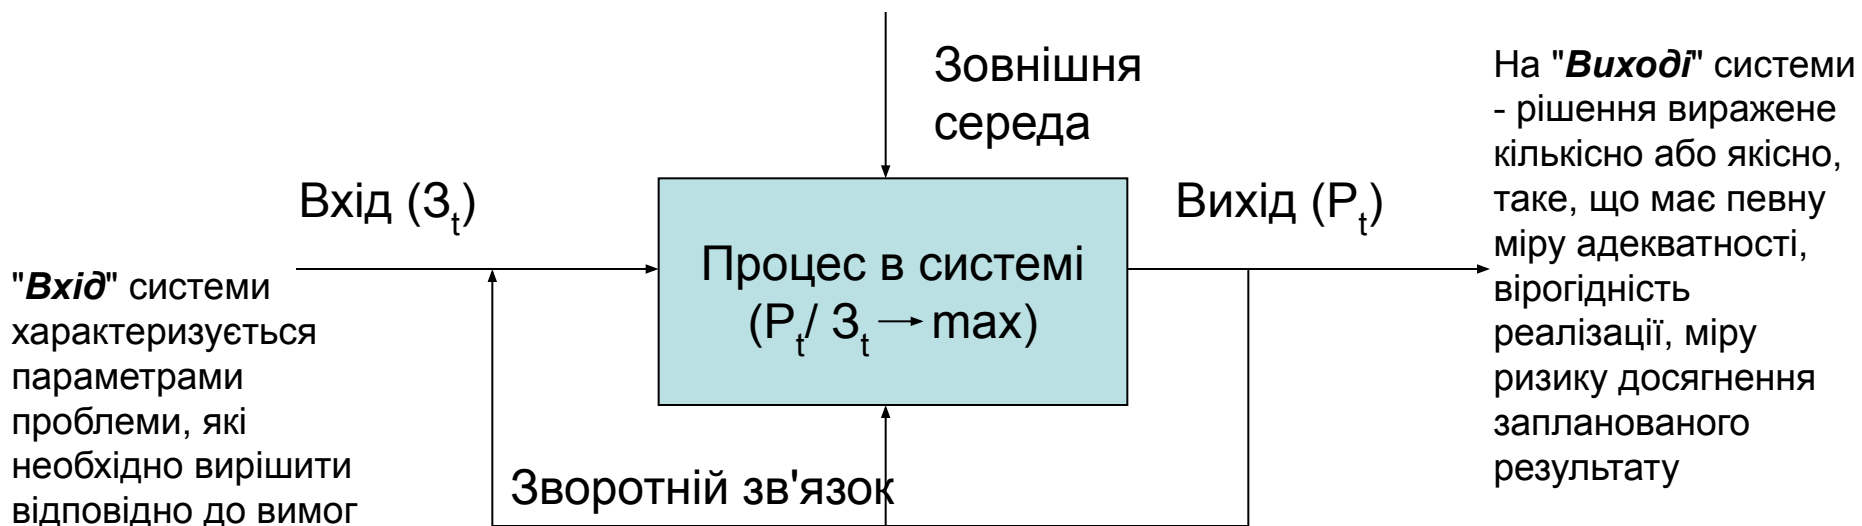 Зовнішня
середа
Вхід (З_t)
Вихід (Р_t)
Процес в системі
(Р_t/ З_t → max)
Зворотній зв'язок
"Вхід" системи
характеризується
параметрами
проблеми, які
необхідно вирішити
відповідно до вимог
На "Виході" системи
- рішення виражене
кількісно або якісно,
таке, що має певну
міру адекватності,
вірогідність
реалізації, міру
ризику досягнення
запланованого
результату